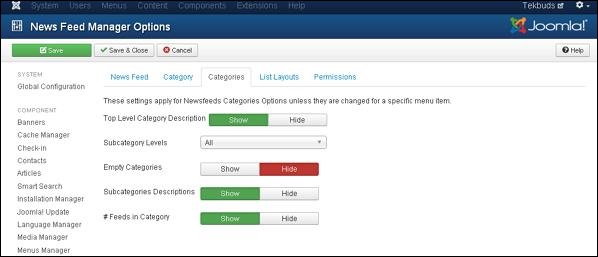 System Users Menus Content Components Extensions Help Tekbuds
News Feed Manager Options Joomla!
Save Save & Close Cancel Help
SYSTEM
Global Configuration
COMPONENT
Banners
Cache Manager
Check-in
Contacts
Articles
Smart Search
Installation Manager
Joomla! Update
Language Manager
Media Manager
Menus Manager
News Feed Category Categories List Layouts Permissions
These settings apply for Newsfeeds Categories Options unless they are changed for a specific menu item.
Top Level Category Description Show Hide
Subcategory Levels All
Empty Categories Show Hide
Subcategories Descriptions Show Hide
# Feeds in Category Show Hide